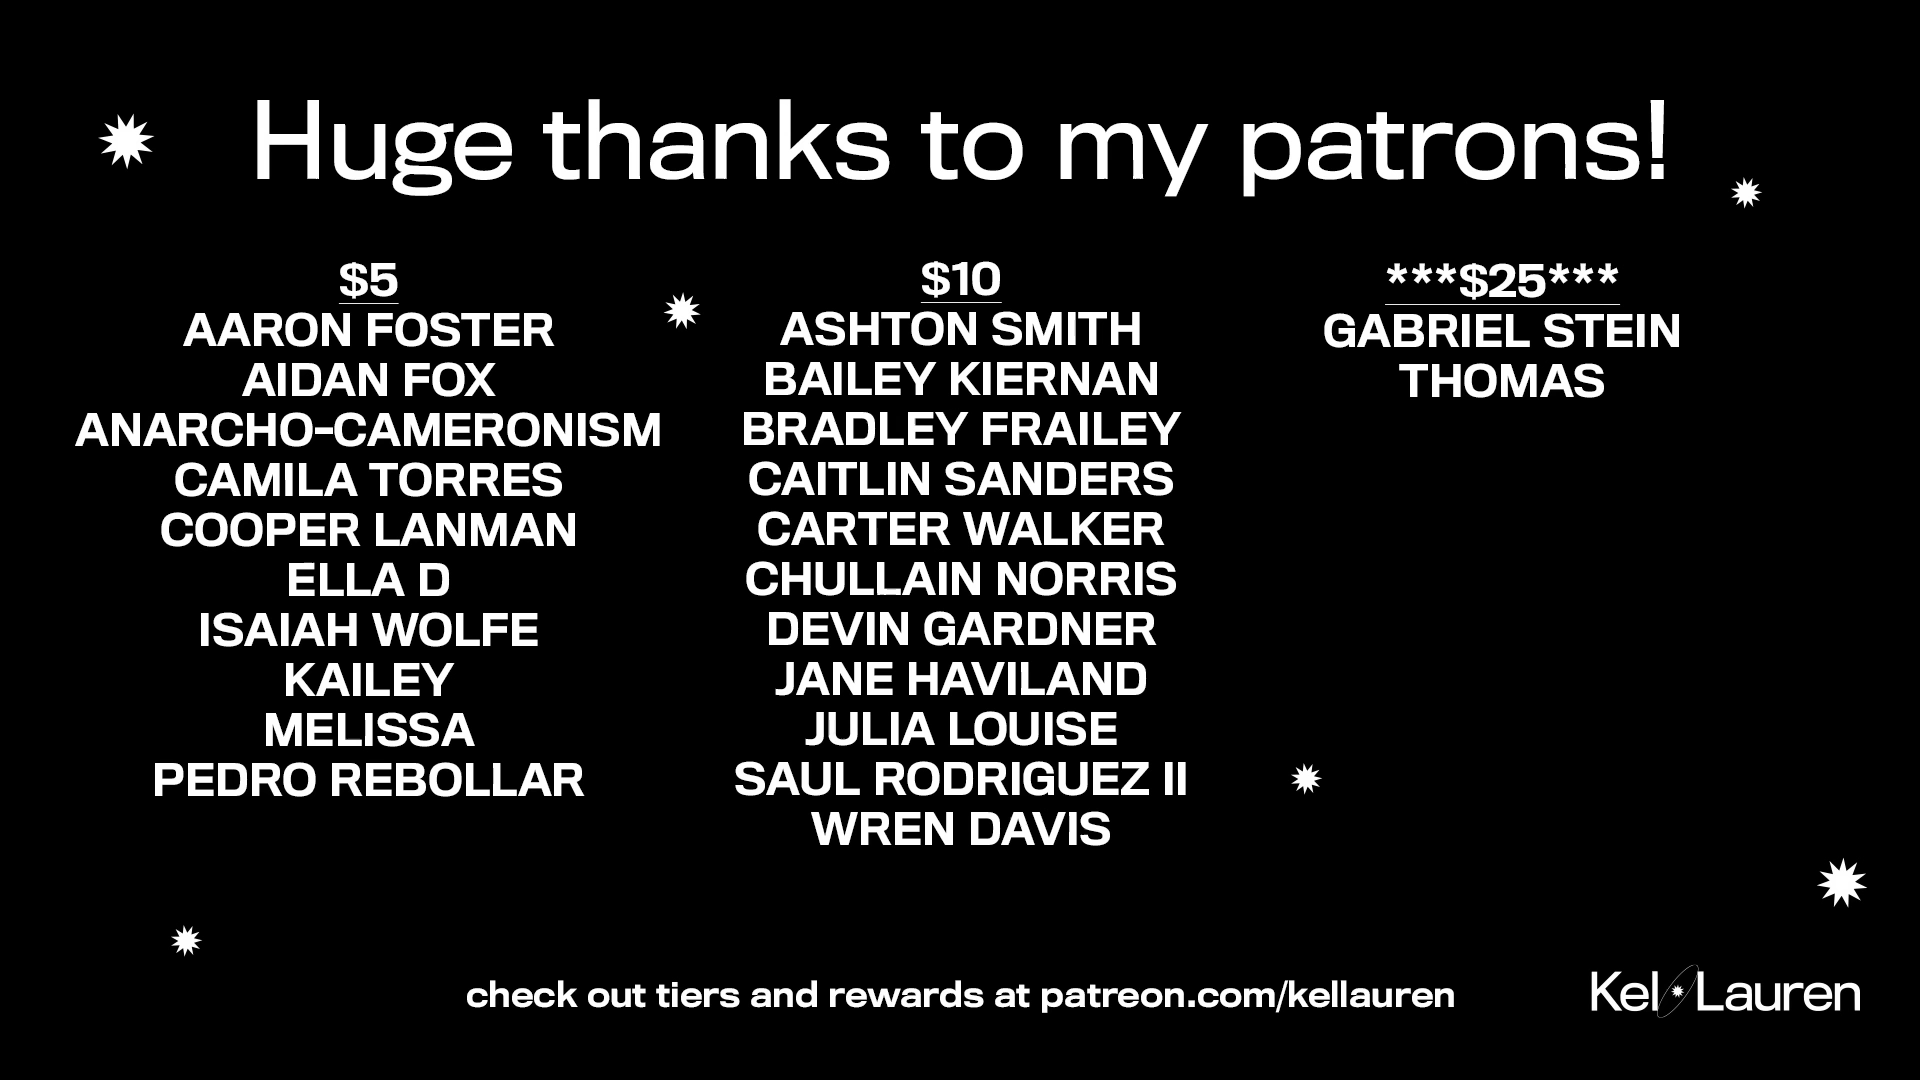 Huge thanks to my patrons!
$5
AARON FOSTER
AIDAN FOX
ANARCHO-CAMERONISM
CAMILA TORRES
COOPER LANMAN
ELLA D
ISAIAH WOLFE
KAILEY
MELISSA
PEDRO REBOLLAR
$10
ASHTON SMITH
BAILEY KIERNAN
BRADLEY FRAILEY
CAITLIN SANDERS
CARTER WALKER
CHULLAIN NORRIS
DEVIN GARDNER
JANE HAVILAND
JULIA LOUISE
SAUL RODRIGUEZ II
WREN DAVIS
***$25***
GABRIEL STEIN
THOMAS
check out tiers and rewards at patreon.com/kellauren
Kel Lauren